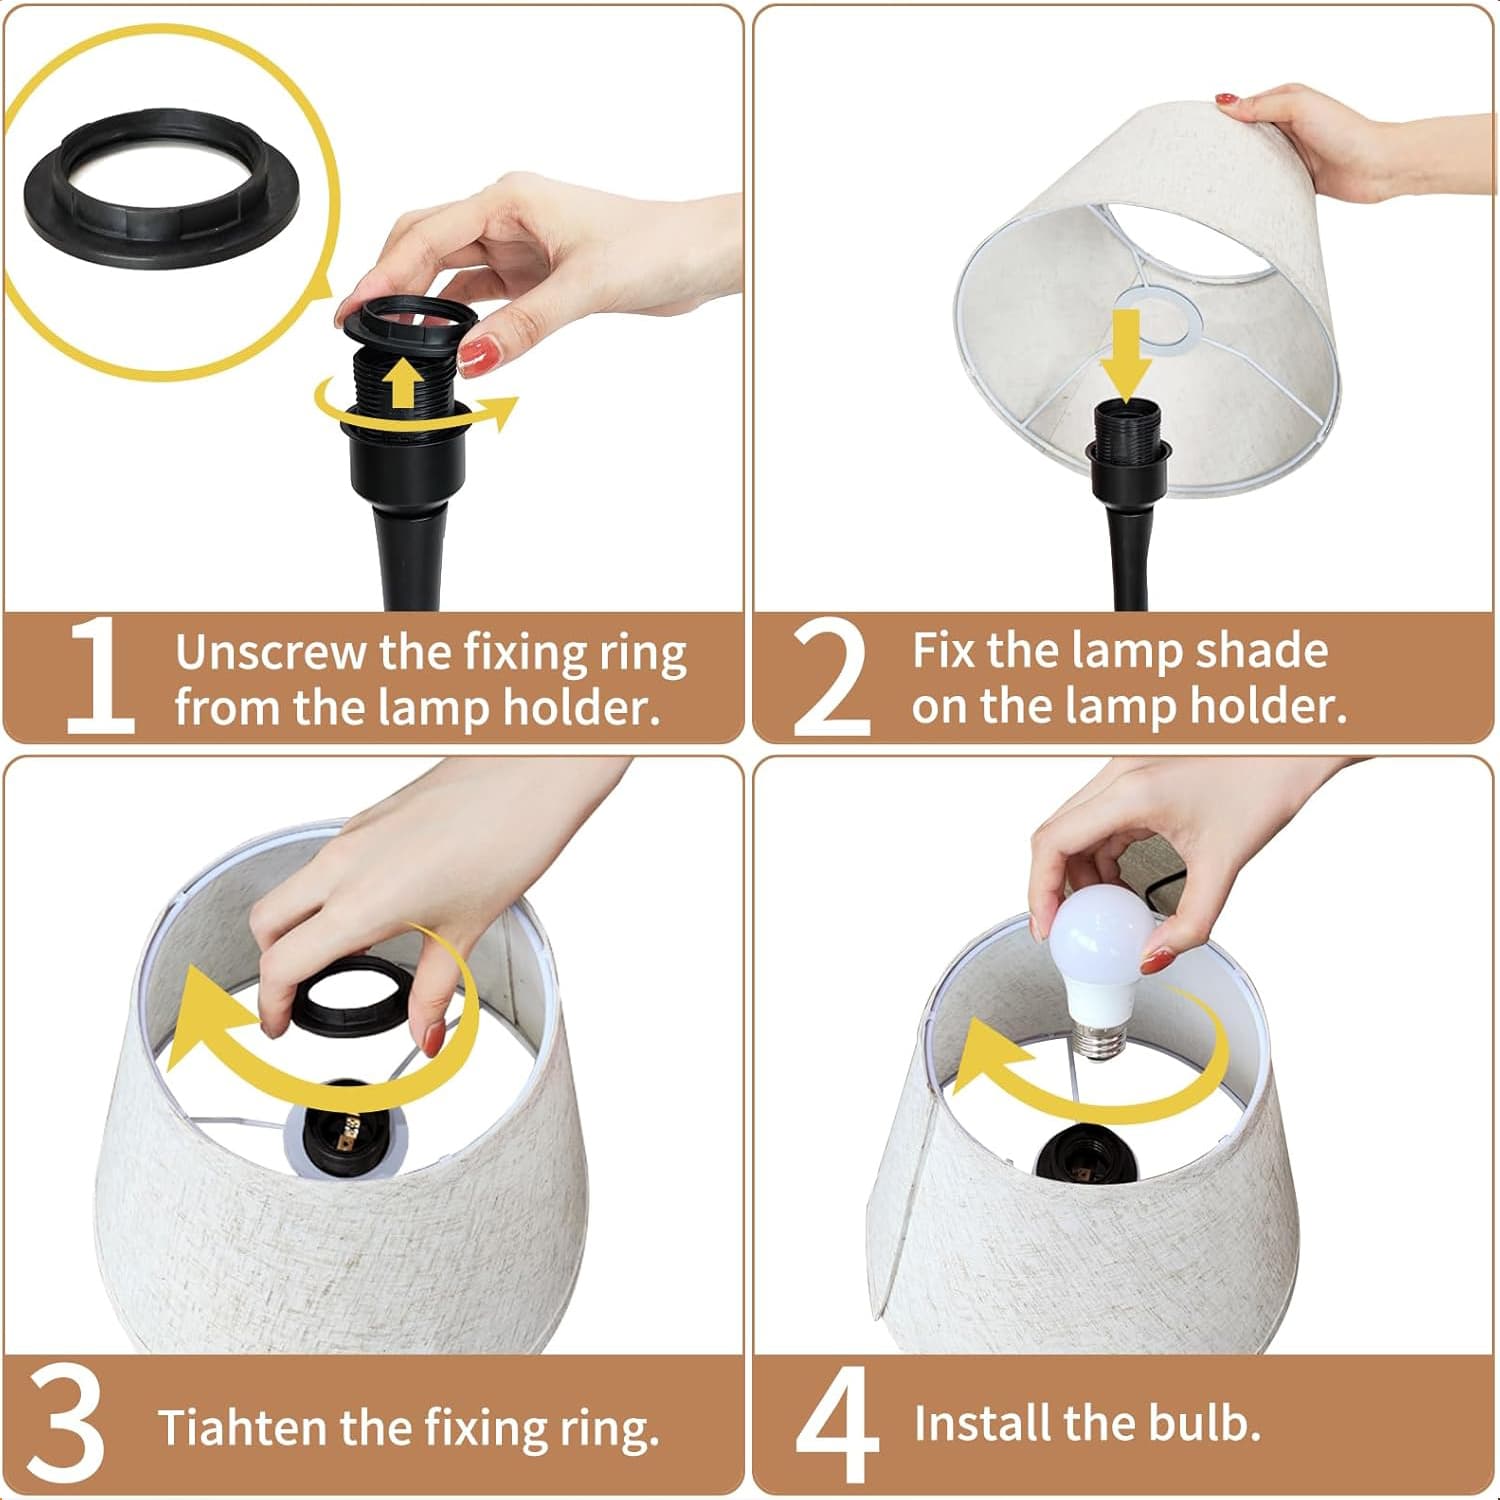 1
Unscrew the fixing ring
from the lamp holder.
2
Fix the lamp shade
on the lamp holder.
3
Tiahten the fixing ring.
4
Install the bulb.